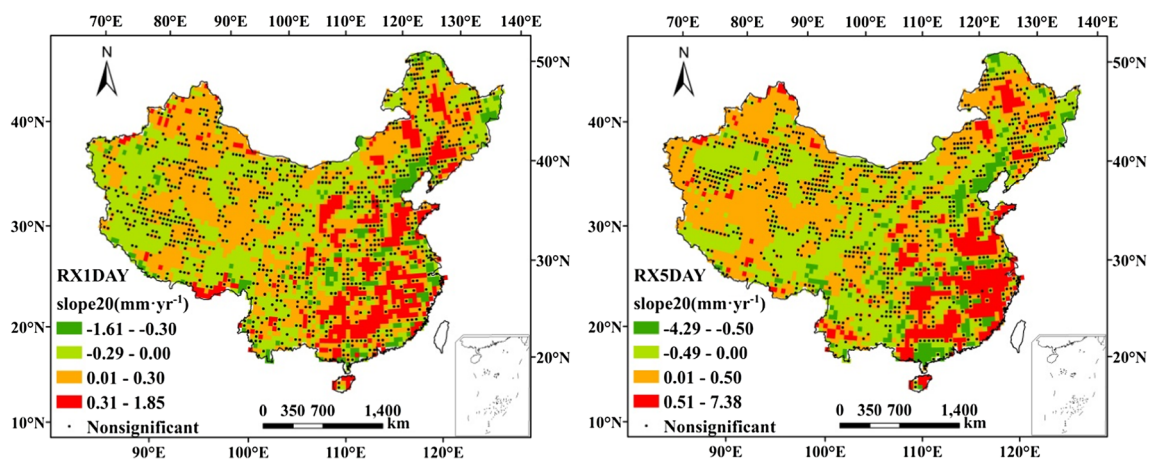 70°E 80°E 90°E 100°E 110°E 120°E 130°E 140°E
N
50°N
40°N
40°N
30°N
30°N
20°N
20°N
10°N
RX1DAY
slope20(mm·yr-1)
-1.61 - -0.30
-0.29 - 0.00
0.01 - 0.30
0.31 - 1.85
Nonsignificant
0 350 700 1,400
km
90°E 100°E 110°E 120°E
70°E 80°E 90°E 100°E 110°E 120°E 130°E
N
50°N
40°N
40°N
30°N
30°N
20°N
20°N
10°N
RX5DAY
slope20(mm·yr-1)
-4.29 - -0.50
-0.49 - 0.00
0.01 - 0.50
0.51 - 7.38
Nonsignificant
0 350 700 1,400
km
90°E 100°E 110°E 120°E
140°E